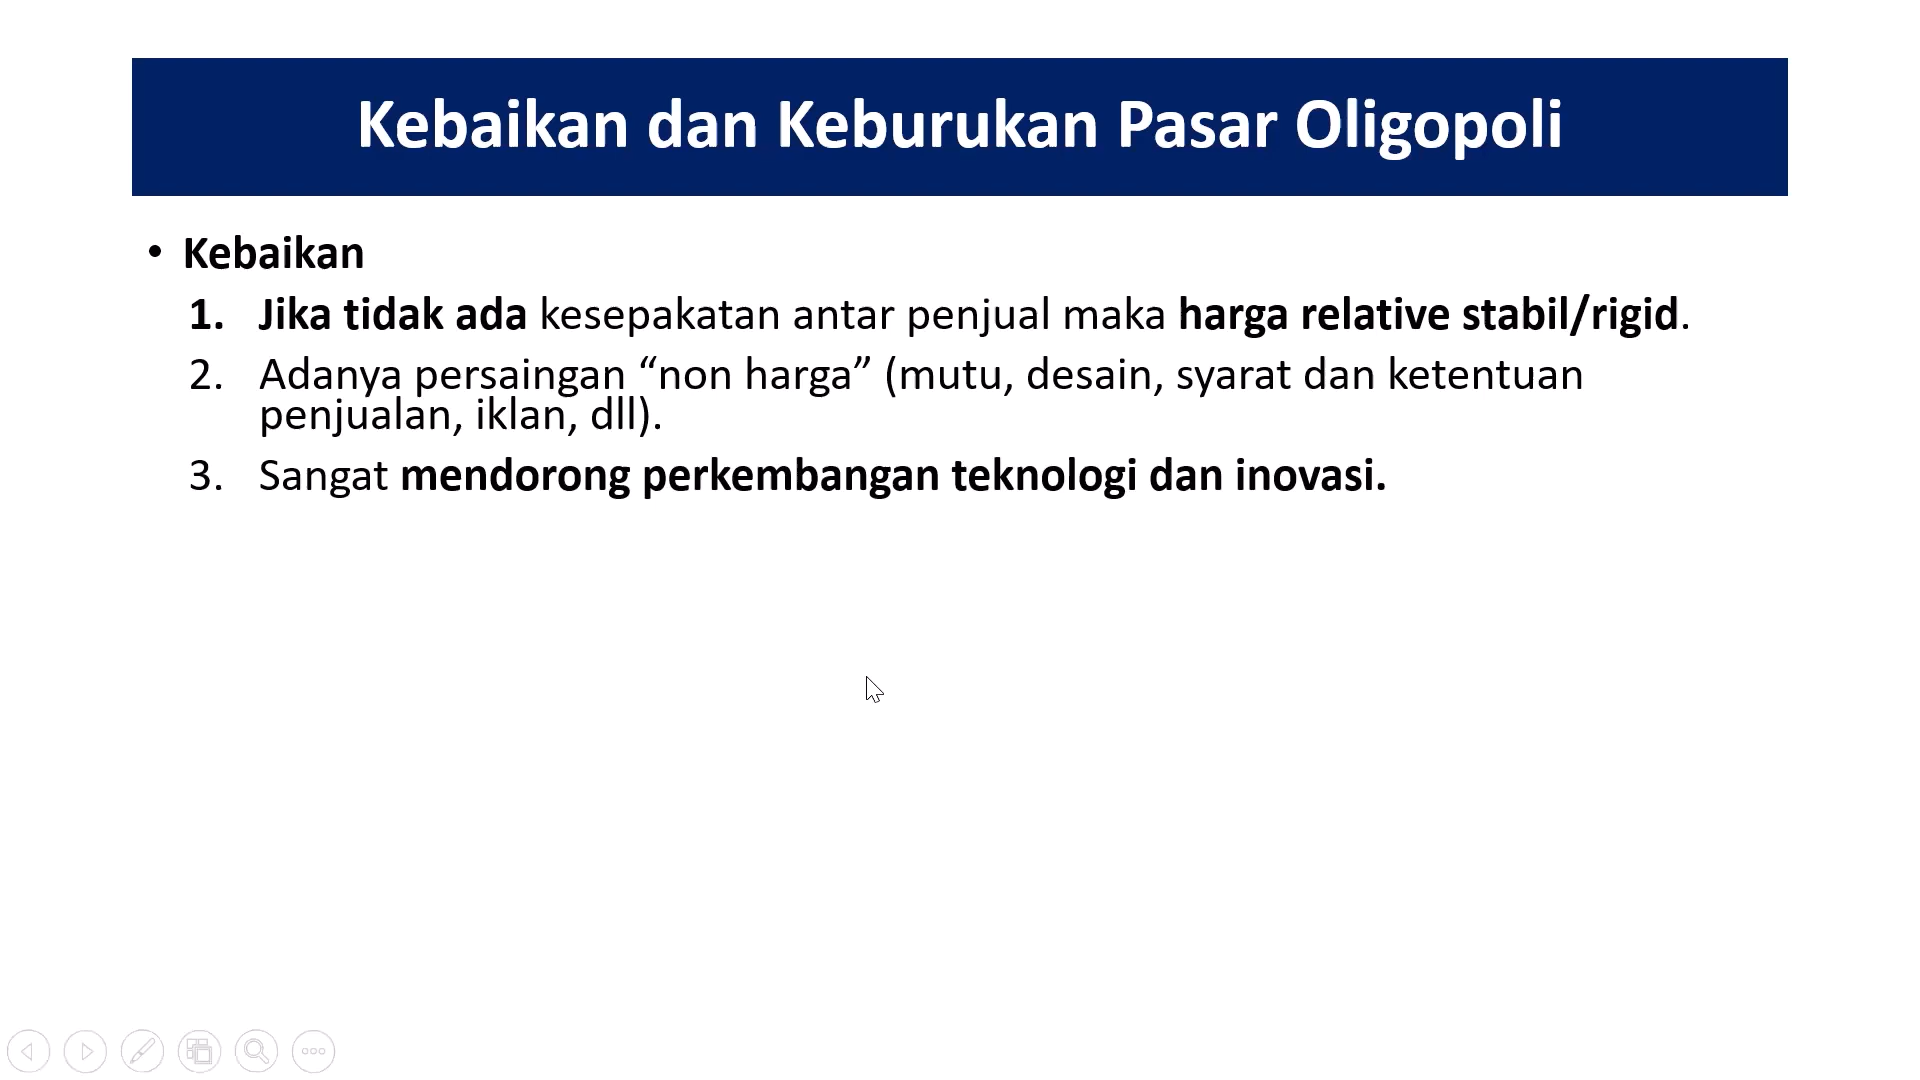 Kebaikan dan Keburukan Pasar Oligopoli
• Kebaikan
1. Jika tidak ada kesepakatan antar penjual maka harga relative stabil/rigid.
2. Adanya persaingan “non harga” (mutu, desain, syarat dan ketentuan
penjualan, iklan, dll).
3. Sangat mendorong perkembangan teknologi dan inovasi.